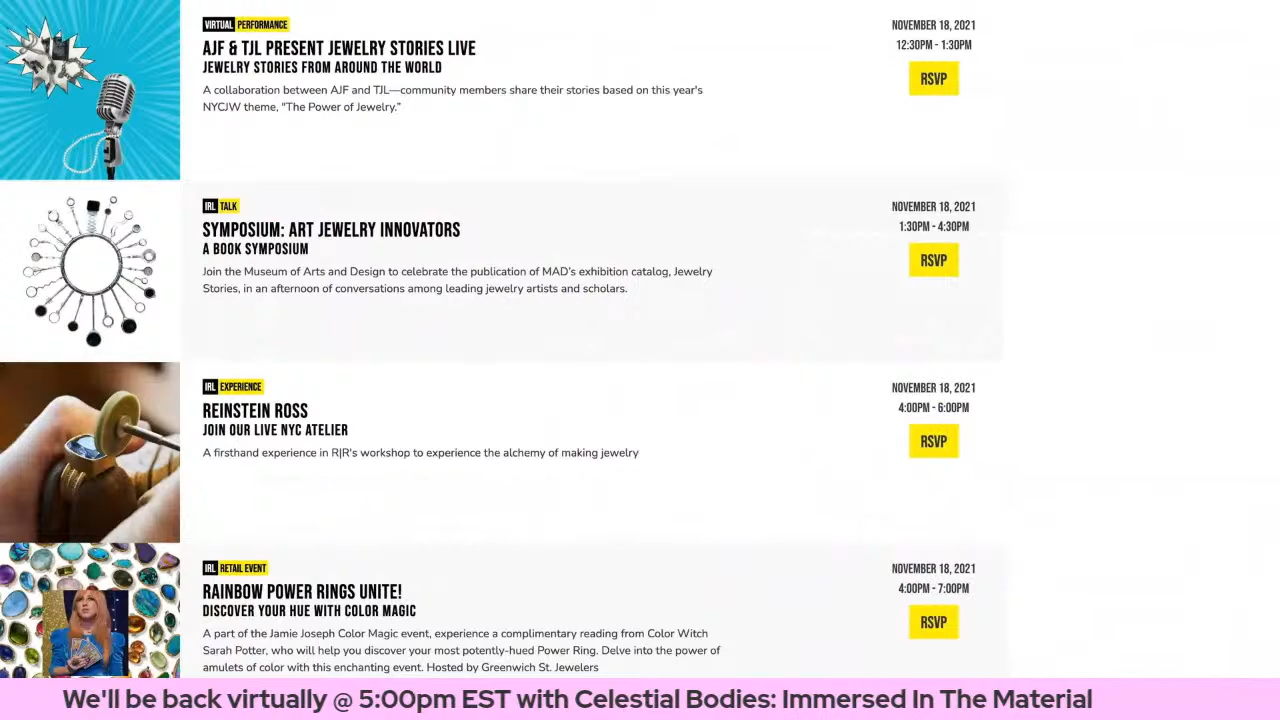 VIRTUAL PERFORMANCE
AJF & TJL PRESENT JEWELRY STORIES LIVE
JEWELRY STORIES FROM AROUND THE WORLD
A collaboration between AJF and TJL—community members share their stories based on this year's
NYCJW theme, "The Power of Jewelry."
NOVEMBER 18, 2021
12:30PM - 1:30PM
RSVP
IRL TALK
SYMPOSIUM: ART JEWELRY INNOVATORS
A BOOK SYMPOSIUM
Join the Museum of Arts and Design to celebrate the publication of MAD's exhibition catalog, Jewelry
Stories, in an afternoon of conversations among leading jewelry artists and scholars.
NOVEMBER 18, 2021
1:30PM - 4:30PM
RSVP
IRL EXPERIENCE
REINSTEIN ROSS
JOIN OUR LIVE NYC ATELIER
A firsthand experience in R|R's workshop to experience the alchemy of making jewelry
NOVEMBER 18, 2021
4:00PM - 6:00PM
RSVP
IRL RETAIL EVENT
RAINBOW POWER RINGS UNITE!
DISCOVER YOUR HUE WITH COLOR MAGIC
A part of the Jamie Joseph Color Magic event, experience a complimentary reading from Color Witch
Sarah Potter, who will help you discover your most potently-hued Power Ring. Delve into the power of
amulets of color with this enchanting event. Hosted by Greenwich St. Jewelers
NOVEMBER 18, 2021
4:00PM - 7:00PM
RSVP
We'll be back virtually @ 5:00pm EST with Celestial Bodies: Immersed In The Material